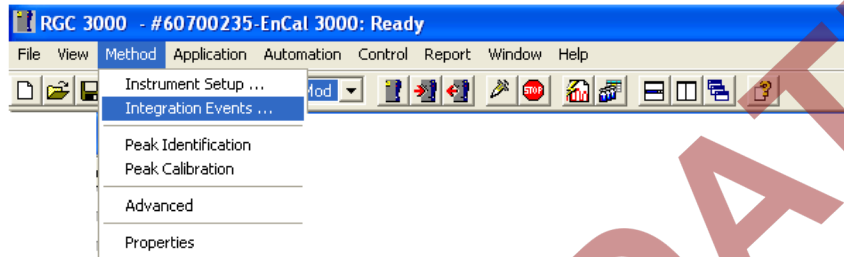 RGC 3000 - #60700235-EnCal 3000: Ready
File View Method Application Automation Control Report Window Help
Instrument Setup ...
Mod
STOP
Integration Events ...
Peak Identification
Peak Calibration
Advanced
Properties